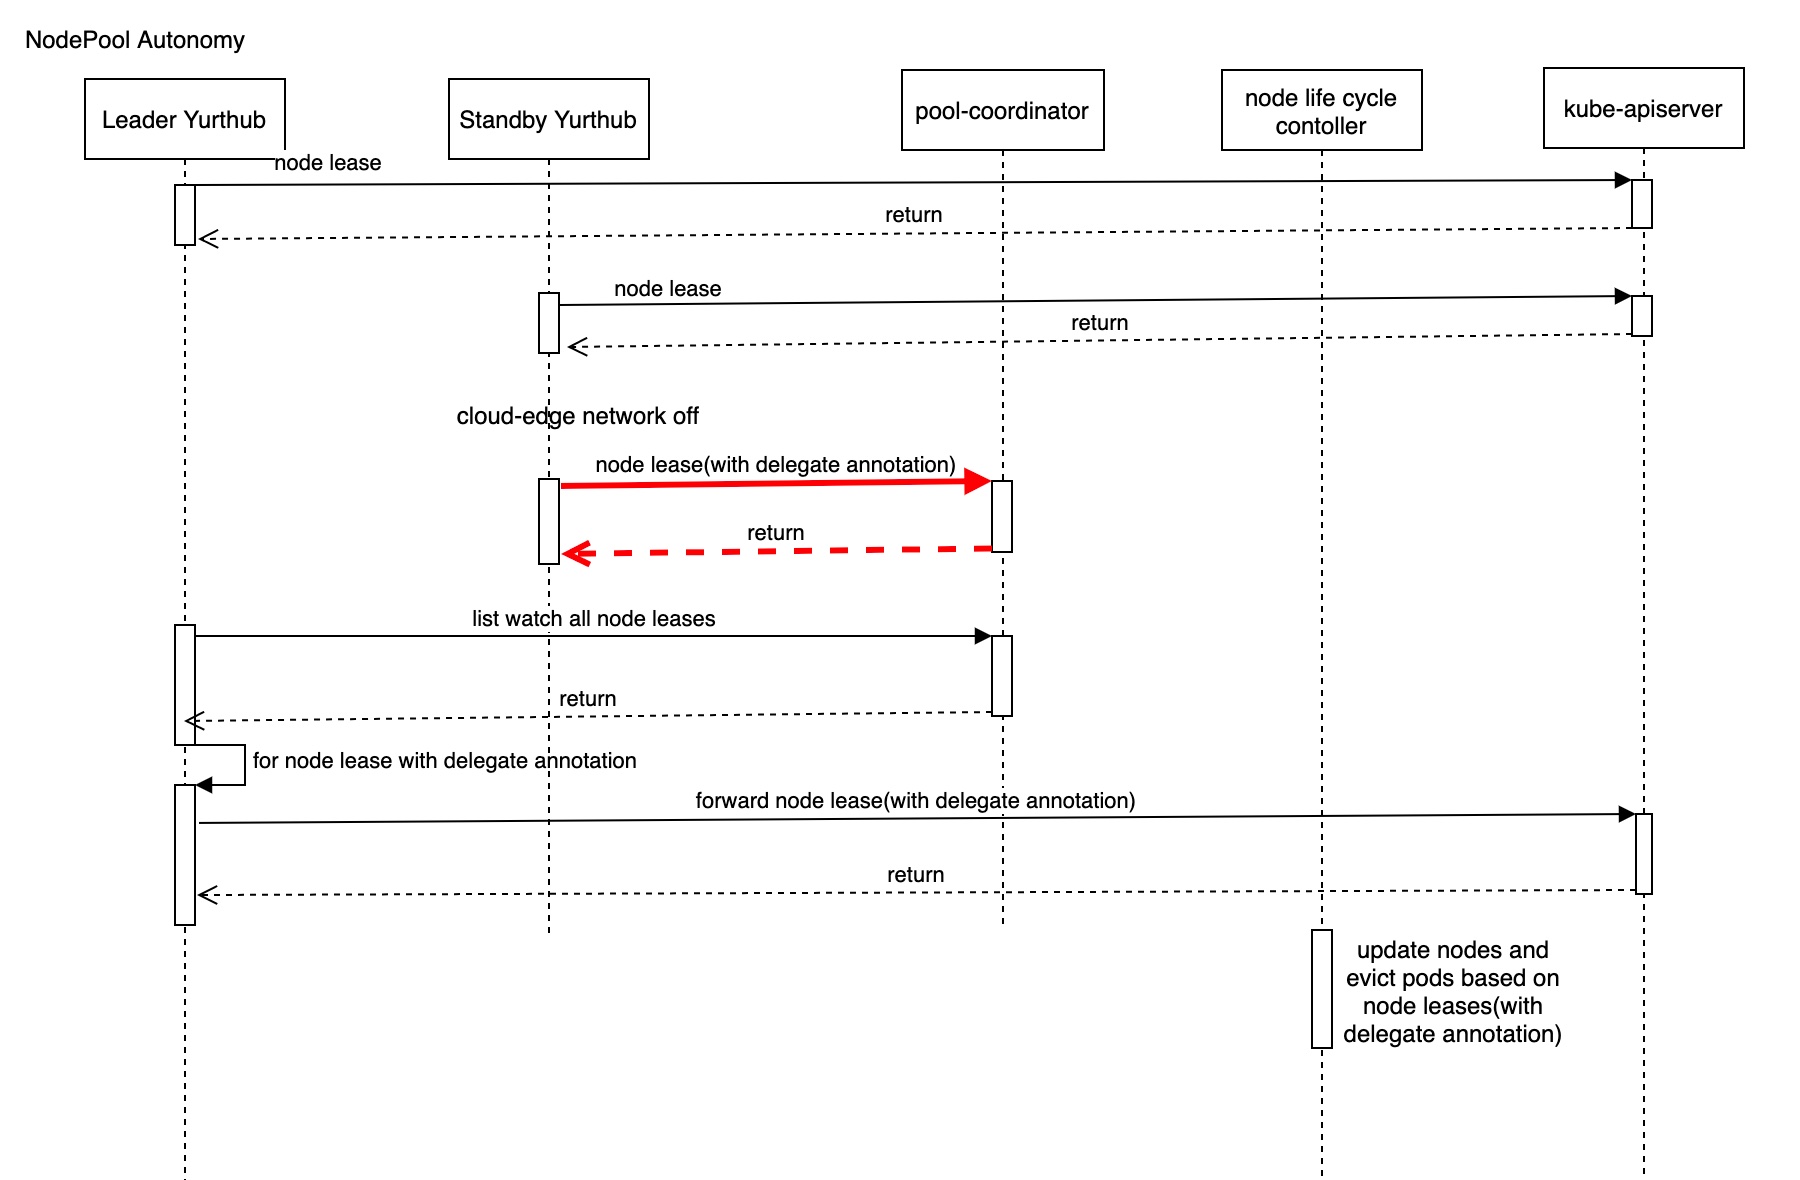 NodePool Autonomy
Leader Yurthub
Standby Yurthub
pool-coordinator
node life cycle
contoller
kube-apiserver
node lease
return
node lease
return
cloud-edge network off
node lease(with delegate annotation)
return
list watch all node leases
return
for node lease with delegate annotation
forward node lease(with delegate annotation)
return
update nodes and
evict pods based on
node leases(with
delegate annotation)